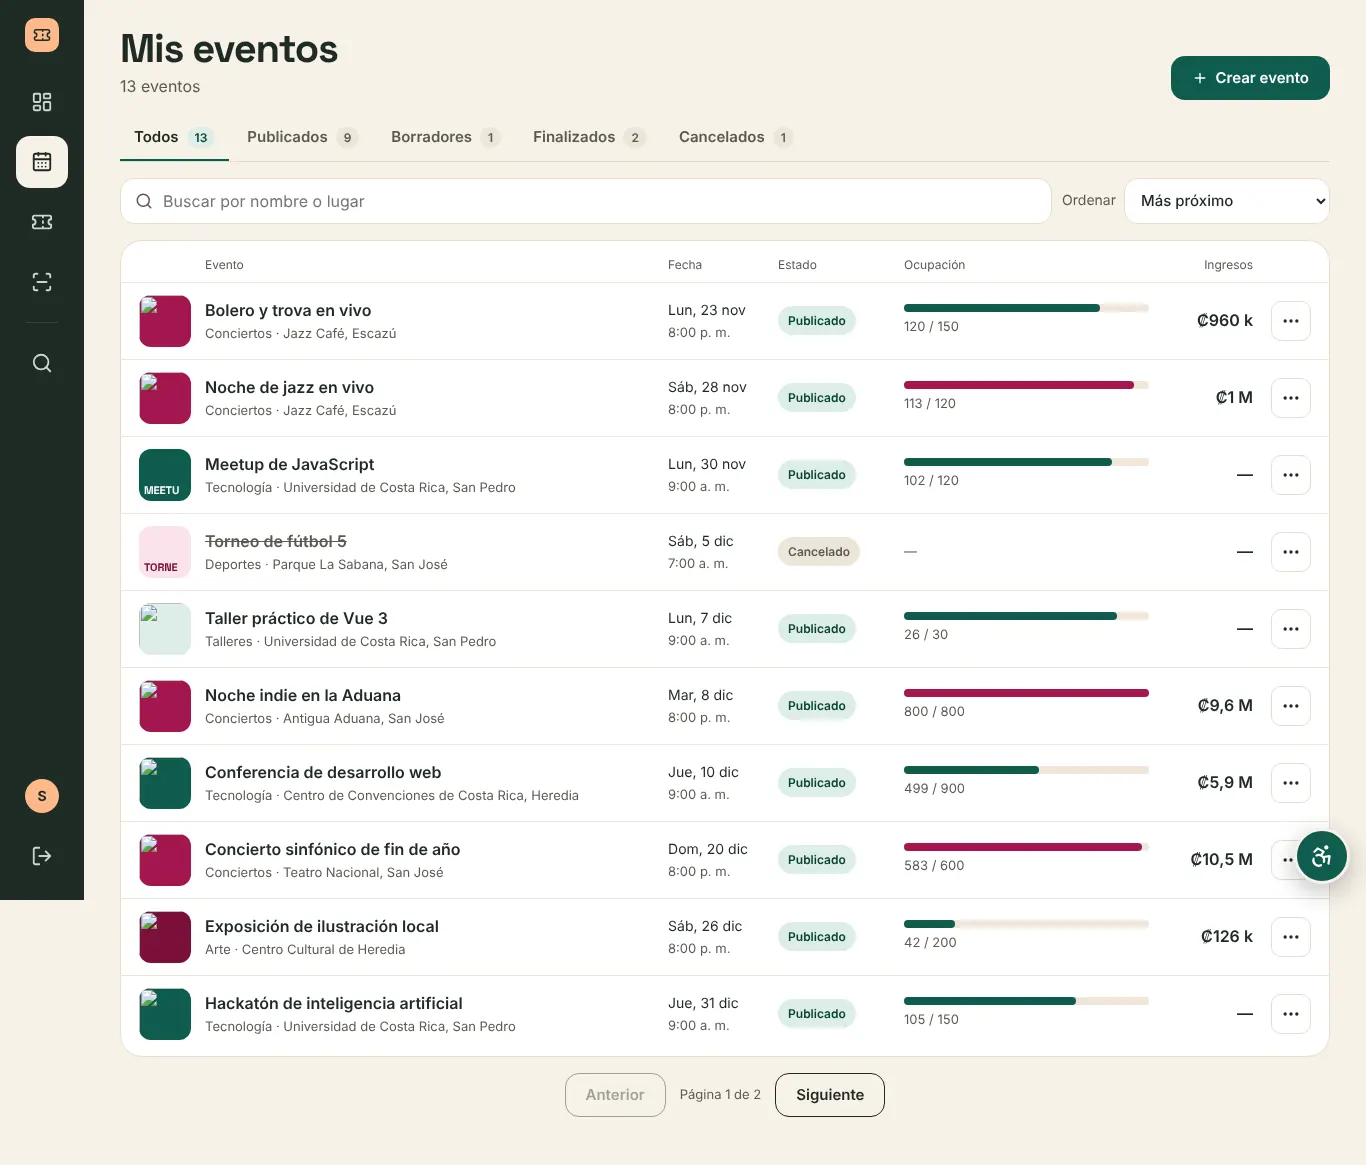 Mis eventos
13 eventos
+ Crear evento
Todos 13 Publicados 9 Borradores 1 Finalizados 2 Cancelados 1
Buscar por nombre o lugar
Ordenar Más próximo
Evento Fecha Estado Ocupación Ingresos
Bolero y trova en vivo Lun, 23 nov Publicado ₡960 k
Conciertos · Jazz Café, Escazú 8:00 p. m. 120 / 150
Noche de jazz en vivo Sáb, 28 nov Publicado ₡1 M
Conciertos · Jazz Café, Escazú 8:00 p. m. 113 / 120
Meetup de JavaScript Lun, 30 nov Publicado —
MEETU Tecnología · Universidad de Costa Rica, San Pedro 9:00 a. m. 102 / 120
Torneo de fútbol 5 Sáb, 5 dic Cancelado — —
TORNE Deportes · Parque La Sabana, San José 7:00 a. m.
Taller práctico de Vue 3 Lun, 7 dic Publicado —
Talleres · Universidad de Costa Rica, San Pedro 9:00 a. m. 26 / 30
Noche indie en la Aduana Mar, 8 dic Publicado ₡9,6 M
Conciertos · Antigua Aduana, San José 8:00 p. m. 800 / 800
Conferencia de desarrollo web Jue, 10 dic Publicado ₡5,9 M
Tecnología · Centro de Convenciones de Costa Rica, Heredia 9:00 a. m. 499 / 900
S
Concierto sinfónico de fin de año Dom, 20 dic Publicado ₡10,5 M
Conciertos · Teatro Nacional, San José 8:00 p. m. 583 / 600
Exposición de ilustración local Sáb, 26 dic Publicado ₡126 k
Arte · Centro Cultural de Heredia 8:00 p. m. 42 / 200
Hackatón de inteligencia artificial Jue, 31 dic Publicado —
Tecnología · Universidad de Costa Rica, San Pedro 9:00 a. m. 105 / 150
Anterior Página 1 de 2 Siguiente